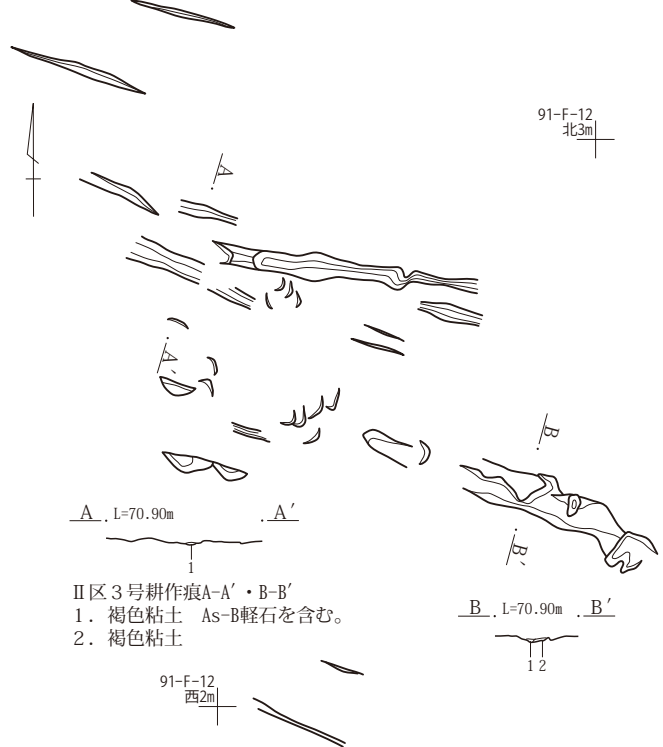 91-F-12
北3m
A
A′
B
B′
A . L=70.90m . A′
1
Ⅱ区３号耕作痕A-A′・B-B′
１．褐色粘土　As-B軽石を含む。
２．褐色粘土
B . L=70.90m . B′
1 2
91-F-12
西2m